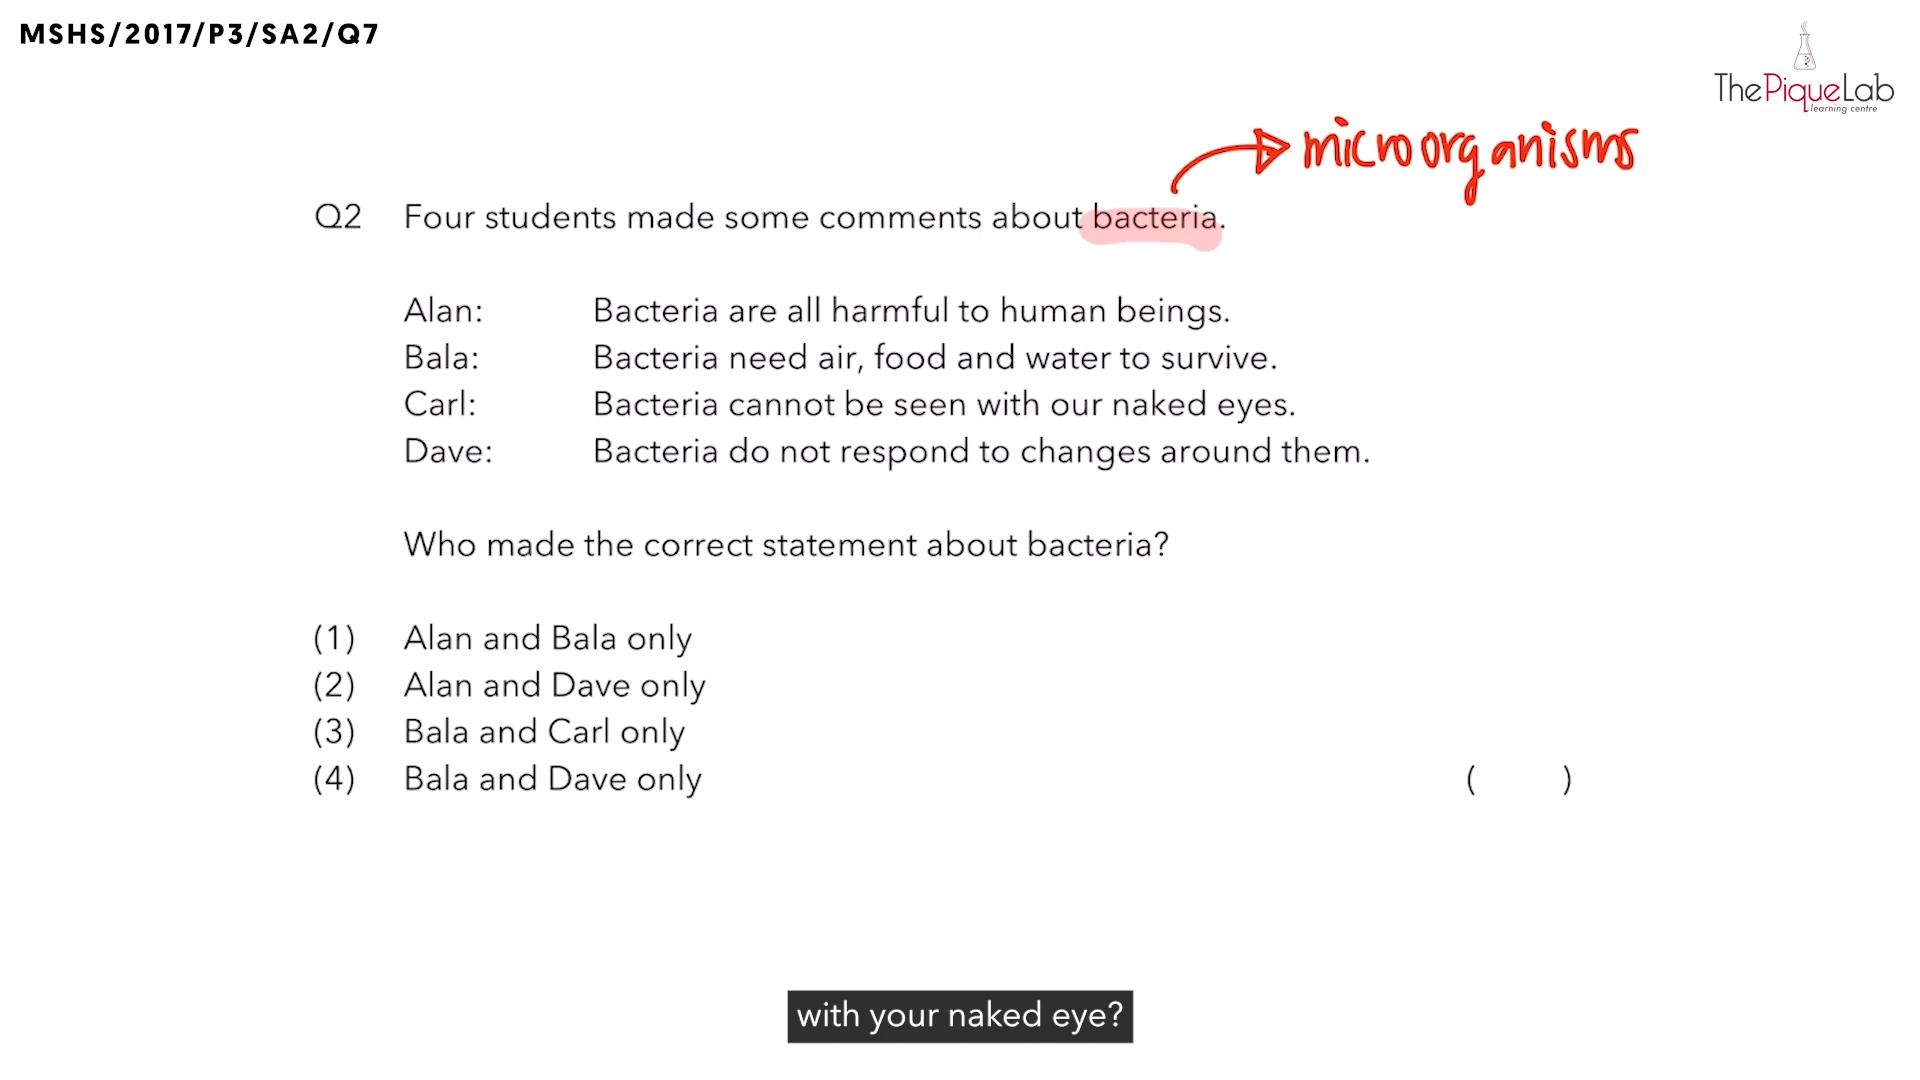 MSHS/2017/P3/SA2/Q7
ThePiqueLab
learning centre
microorganisms
Q2 Four students made some comments about bacteria.
Alan: Bacteria are all harmful to human beings.
Bala: Bacteria need air, food and water to survive.
Carl: Bacteria cannot be seen with our naked eyes.
Dave: Bacteria do not respond to changes around them.
Who made the correct statement about bacteria?
(1) Alan and Bala only
(2) Alan and Dave only
(3) Bala and Carl only
(4) Bala and Dave only ( )
with your naked eye?